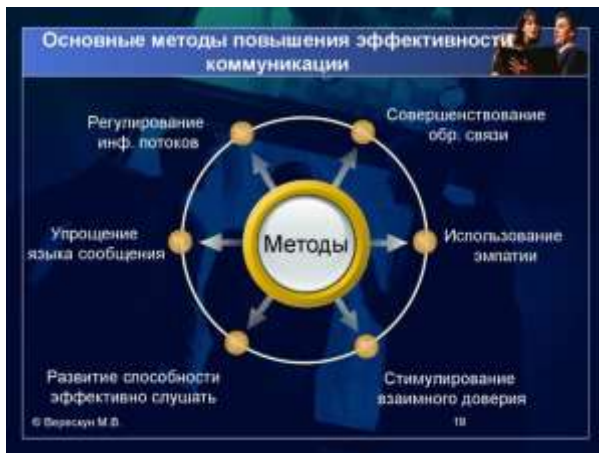 Основные методы повышения эффективности
коммуникации
Регулирование
инф. потоков
Совершенствование
обр. связи
Упрощение
языка сообщения
Методы
Использование
эмпатии
Развитие способности
эффективно слушать
Стимулирование
взаимного доверия
© Верескун М.В.